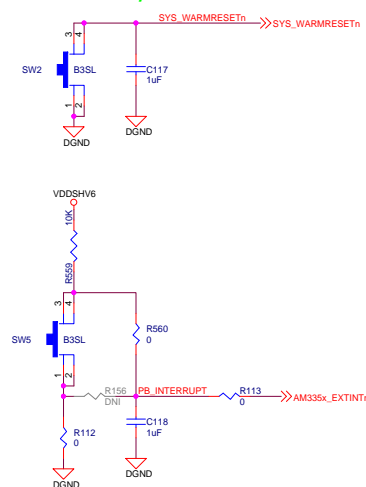 SYS_WARMRESETn
SYS_WARMRESETn
3
4
SW2
B3SL
C117
1uF
1
2
DGND
DGND
VDDSHV6
10K
R559
3
4
SW5
B3SL
R560
0
1
2
R156
DNI
PB_INTERRUPT
R113
0
AM335x_EXTINTn
R112
0
C118
1uF
DGND
DGND